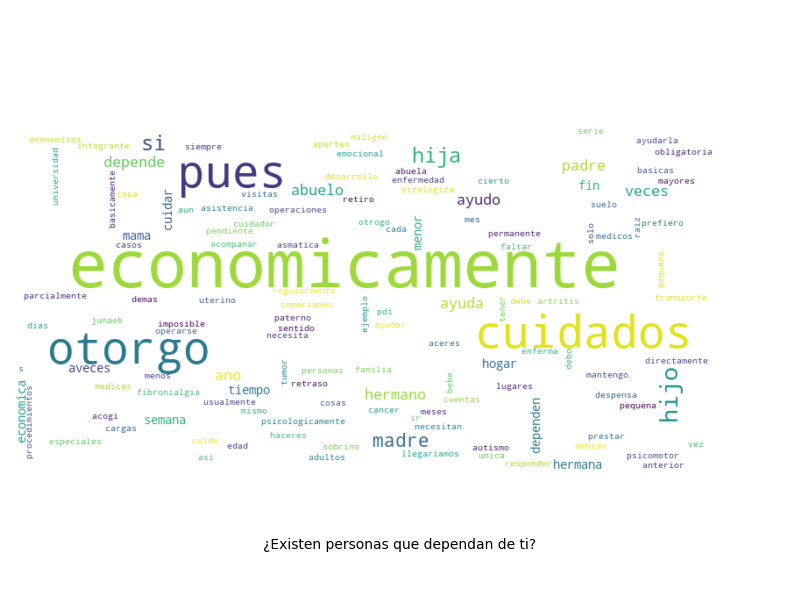 serie
maligno
economicos
ayudarla
si
integrante
siempre
aportes
obligatoria
emocional
hija
universidad
depende
pues
padre
abuela
basicas
basicamente
desarrollo
enfermedad
cierto
fin
mayores
casa
cuidar
visitas
abuelo
sicologica
veces
retiro
ayudo
suelo
aun
asistencia
operaciones
otrogo
menor
mes
solo
raiz
prefiero
cuidador
pendiente
cada
mama
permanente
medicos
casos
acompanar
asmatica
faltar
economicamente
pequeno
regularmente
parcialmente
demas
uterino
comeriamos
ejemplo
ayuda
tener
debe
artritis
transporte
junaeb
imposible
paterno
pdi
dias
operarse
sentido
ayudar
cuidados
otorgo
necesita
aceres
enferma
debo
s
aveces
menos
tumor
personas
familia
hogar
directamente
ano
retraso
bebe
mantengo
hijo
economica
procedimientos
medicas
fibronialgia
tiempo
hermano
cuentas
lugares
despensa
usualmente
cosas
pequena
acogi
semana
mismo
cancer
meses
ir
dependen
cargas
psicologicamente
necesitan
especiales
cuido
edad
haceres
sobrino
madre
autismo
prestar
debido
vez
asi
adultos
llegariamos
unica
responder
hermana
psicomotor
anterior
¿Existen personas que dependan de ti?